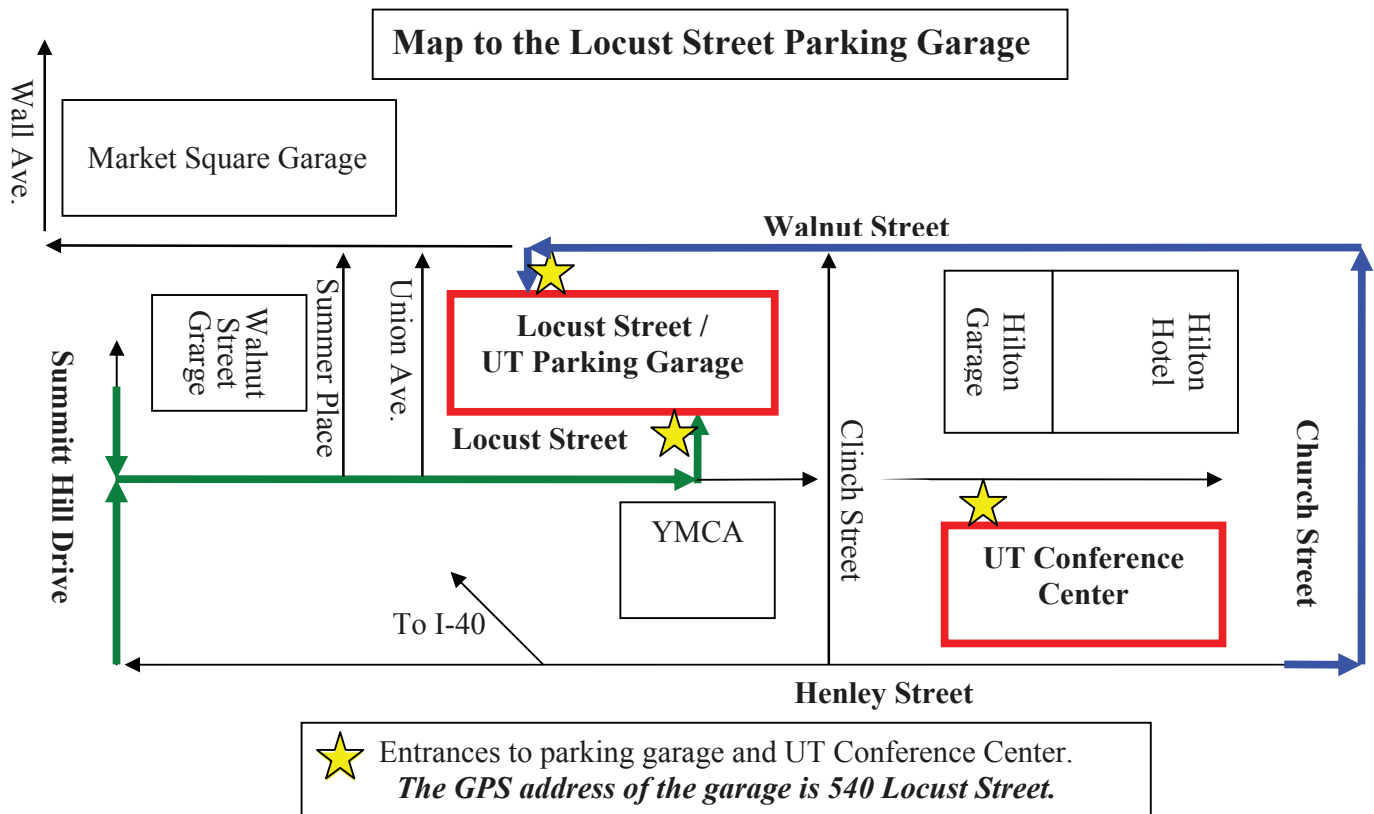 Map to the Locust Street Parking Garage
Wall Ave.
Market Square Garage
Walnut Street
Summitt Hill Drive
Walnut
Street
Grarge
Summer Place
Union Ave.
Locust Street /
UT Parking Garage
Locust Street
Clinch Street
Hilton
Garage
Hilton
Hotel
Church Street
YMCA
UT Conference
Center
To I-40
Henley Street
Entrances to parking garage and UT Conference Center.
The GPS address of the garage is 540 Locust Street.